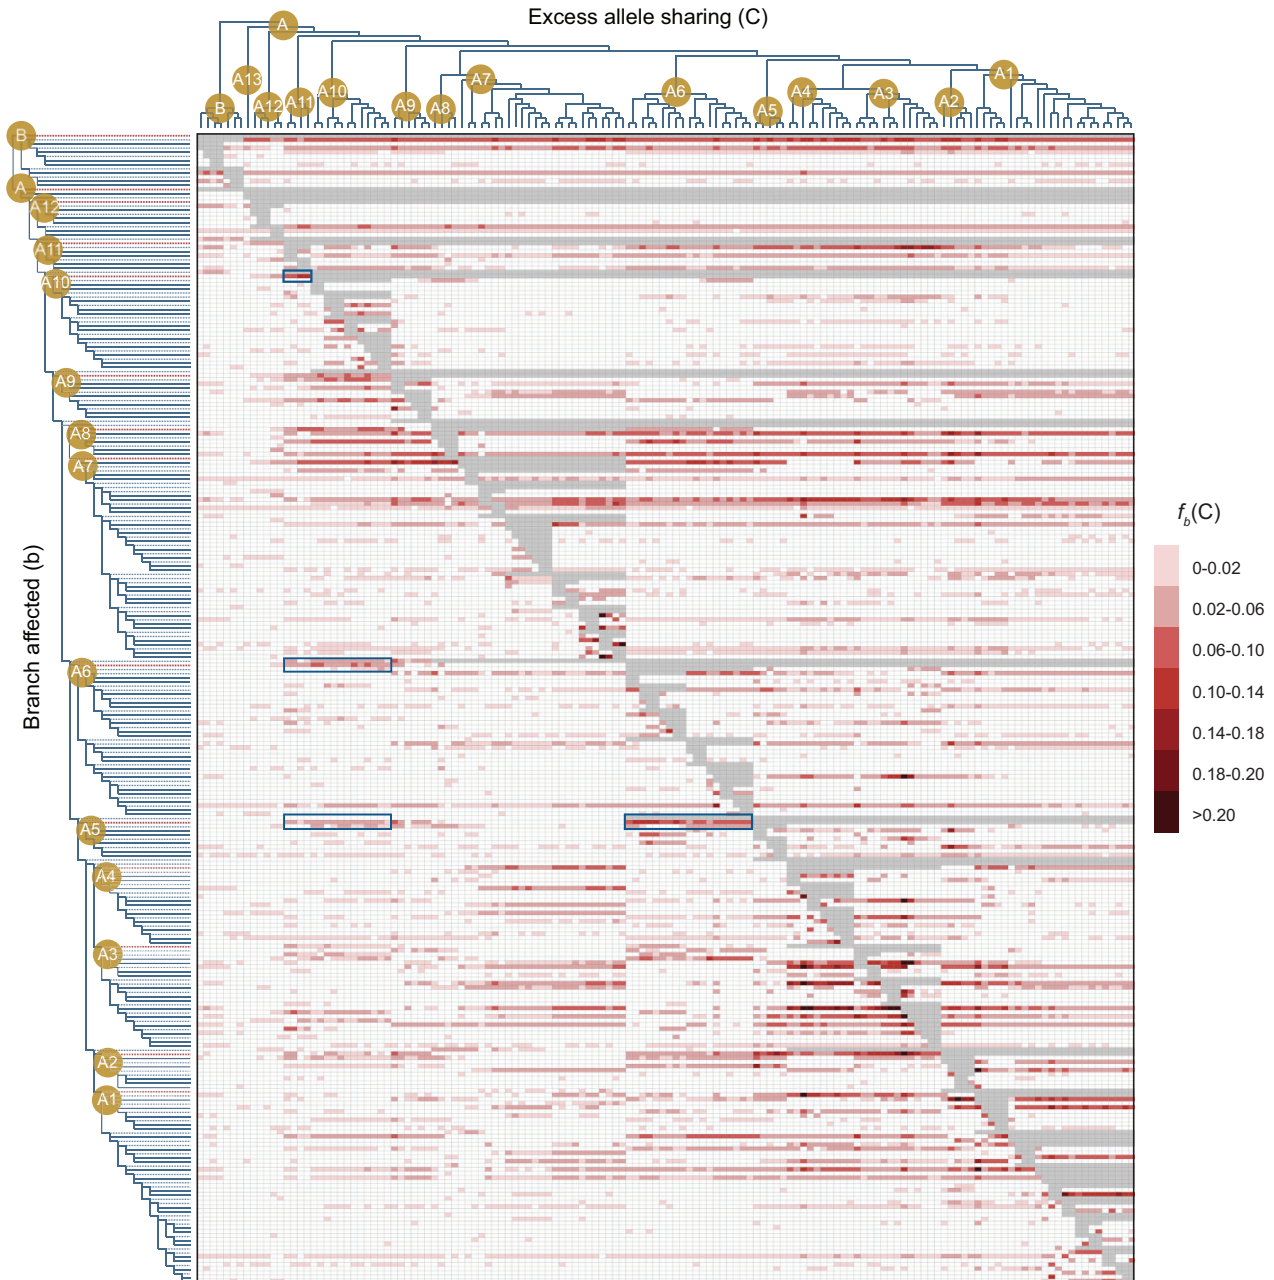 Excess allele sharing (C)
A
A13
B
A12
A11
A10
A9
A8
A7
A6
A5
A4
A3
A2
A1
Branch affected (b)
B
A
A12
A11
A10
A9
A8
A7
A6
A5
A4
A3
A2
A1
fb(C)
0-0.02
0.02-0.06
0.06-0.10
0.10-0.14
0.14-0.18
0.18-0.20
>0.20